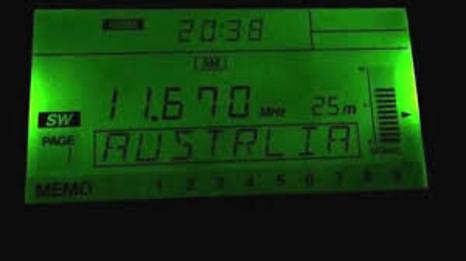 20:38
AM
SW 11.670 MHz 25m
PAGE 1 AUSTRALIA
MEMO 1 2 3 4 5 6 7 8 9